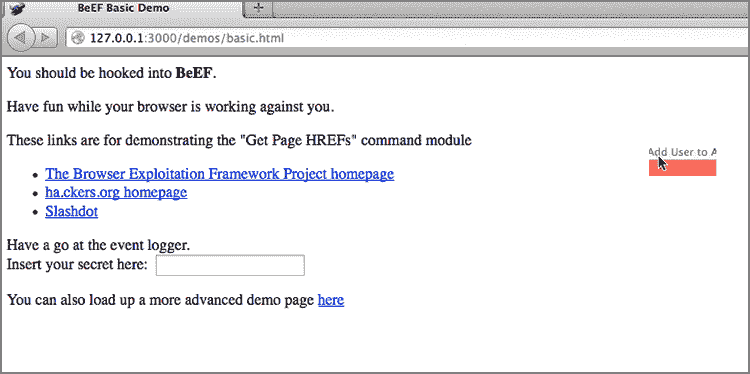 BeEF Basic Demo
127.0.0.1:3000/demos/basic.html
You should be hooked into BeEF.
Have fun while your browser is working against you.
These links are for demonstrating the "Get Page HREFs" command module
Add User to A
The Browser Exploitation Framework Project homepage
ha.ckers.org homepage
Slashdot
Have a go at the event logger.
Insert your secret here:
You can also load up a more advanced demo page here